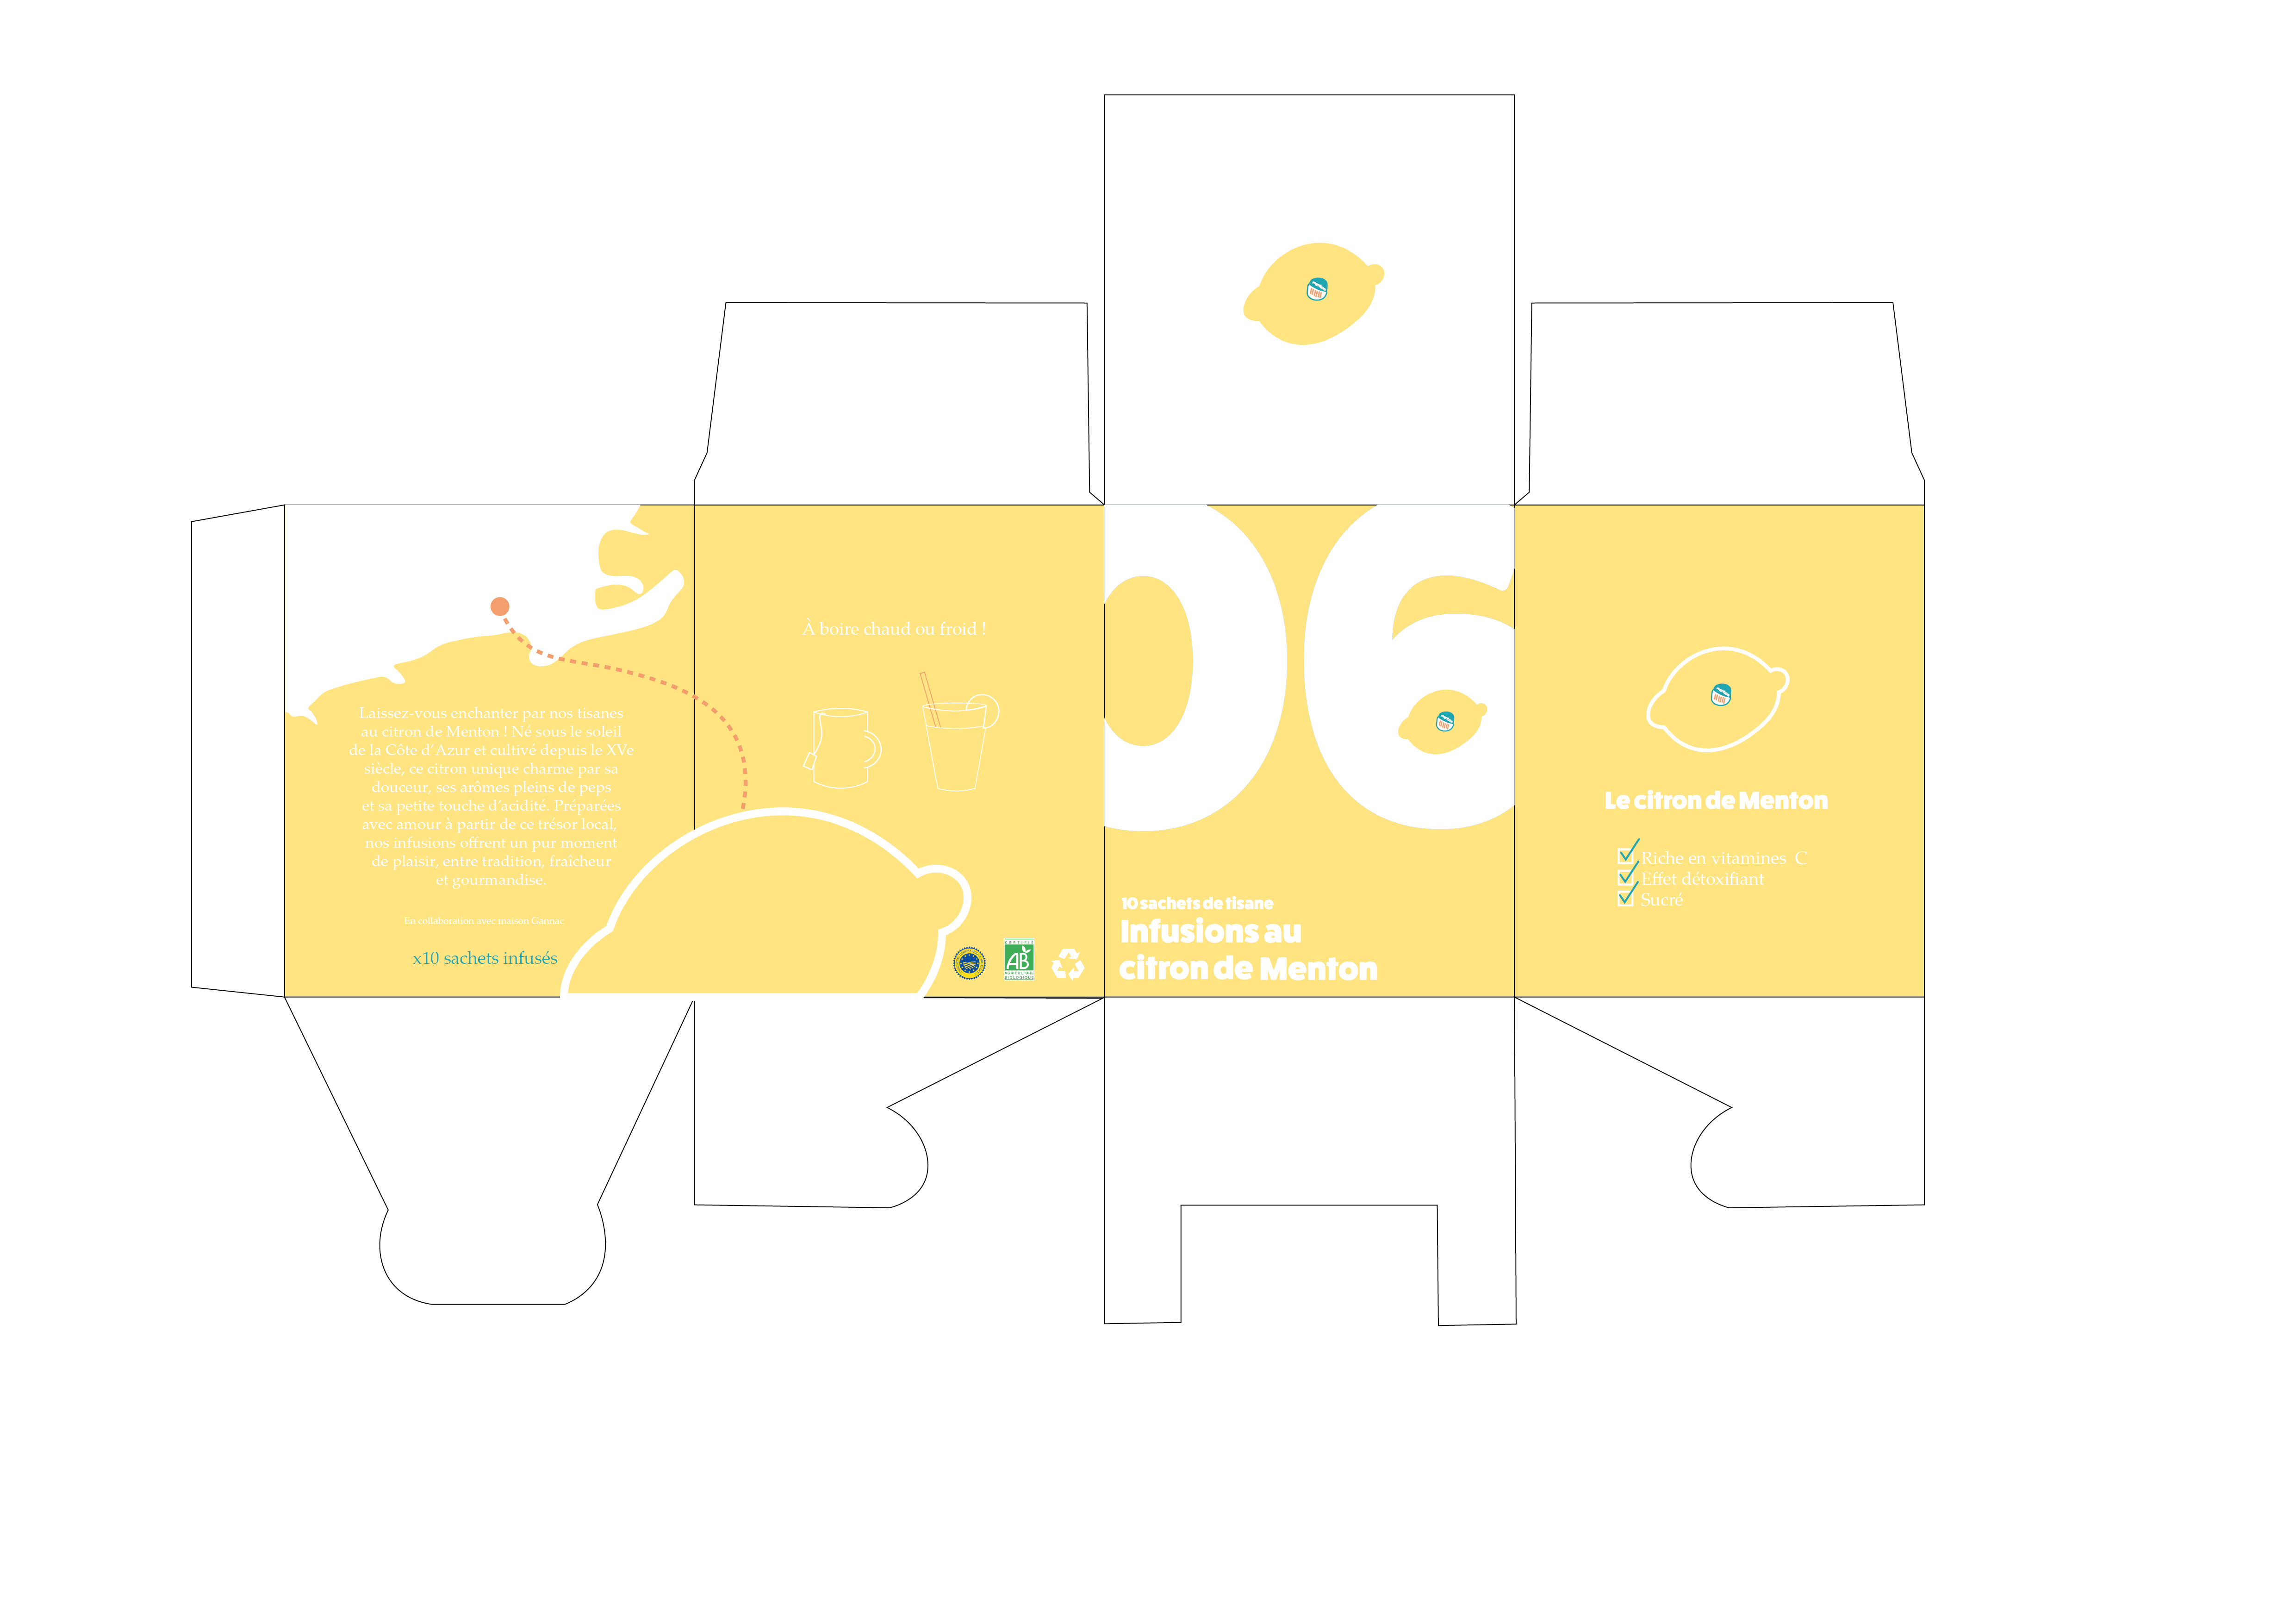 Laissez-vous enchanter par nos tisanes
au citron de Menton ! Né sous le soleil
de la Côte d'Azur et cultivé depuis le XVe
siècle, ce citron unique charme par sa
douceur, ses arômes pleins de peps
et sa petite touche d'acidité. Préparées
avec amour à partir de ce trésor local,
nos infusions offrent un pur moment
de plaisir, entre tradition, fraîcheur
et gourmandise.
En collaboration avec maison Gannac
x10 sachets infusés
À boire chaud ou froid !
CERTIFIÉ
AB
AGRICULTURE
BIOLOGIQUE
06
10 sachets de tisane
Infusions au
citron de Menton
Le citron de Menton
Riche en vitamines  C
Effet détoxifiant
Sucré